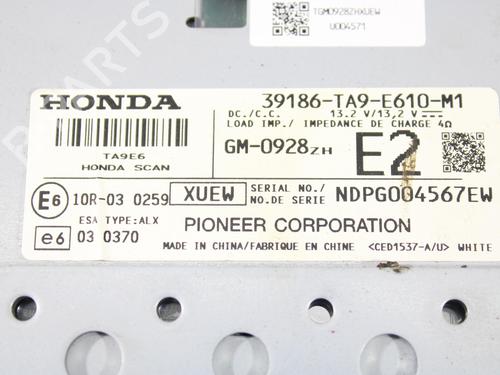 TGM0928ZHXUEW
U004571
HONDA
39186-TA9-E610-M1
DC./C.C. 13.2 V/13,2 V
LOAD IMP./ IMPEDANCE DE CHARGE 4Ω
TA9E6
HONDA SCAN
GM-0928ZH
E2
E6 10R-03 0259
XUEW
SERIAL NO./
NO.DE SERIE
NDPG004567EW
ESA TYPE:ALX
e6 03 0370
PIONEER CORPORATION
MADE IN CHINA/FABRIQUE EN CHINE <CED1537-A/U> WHITE